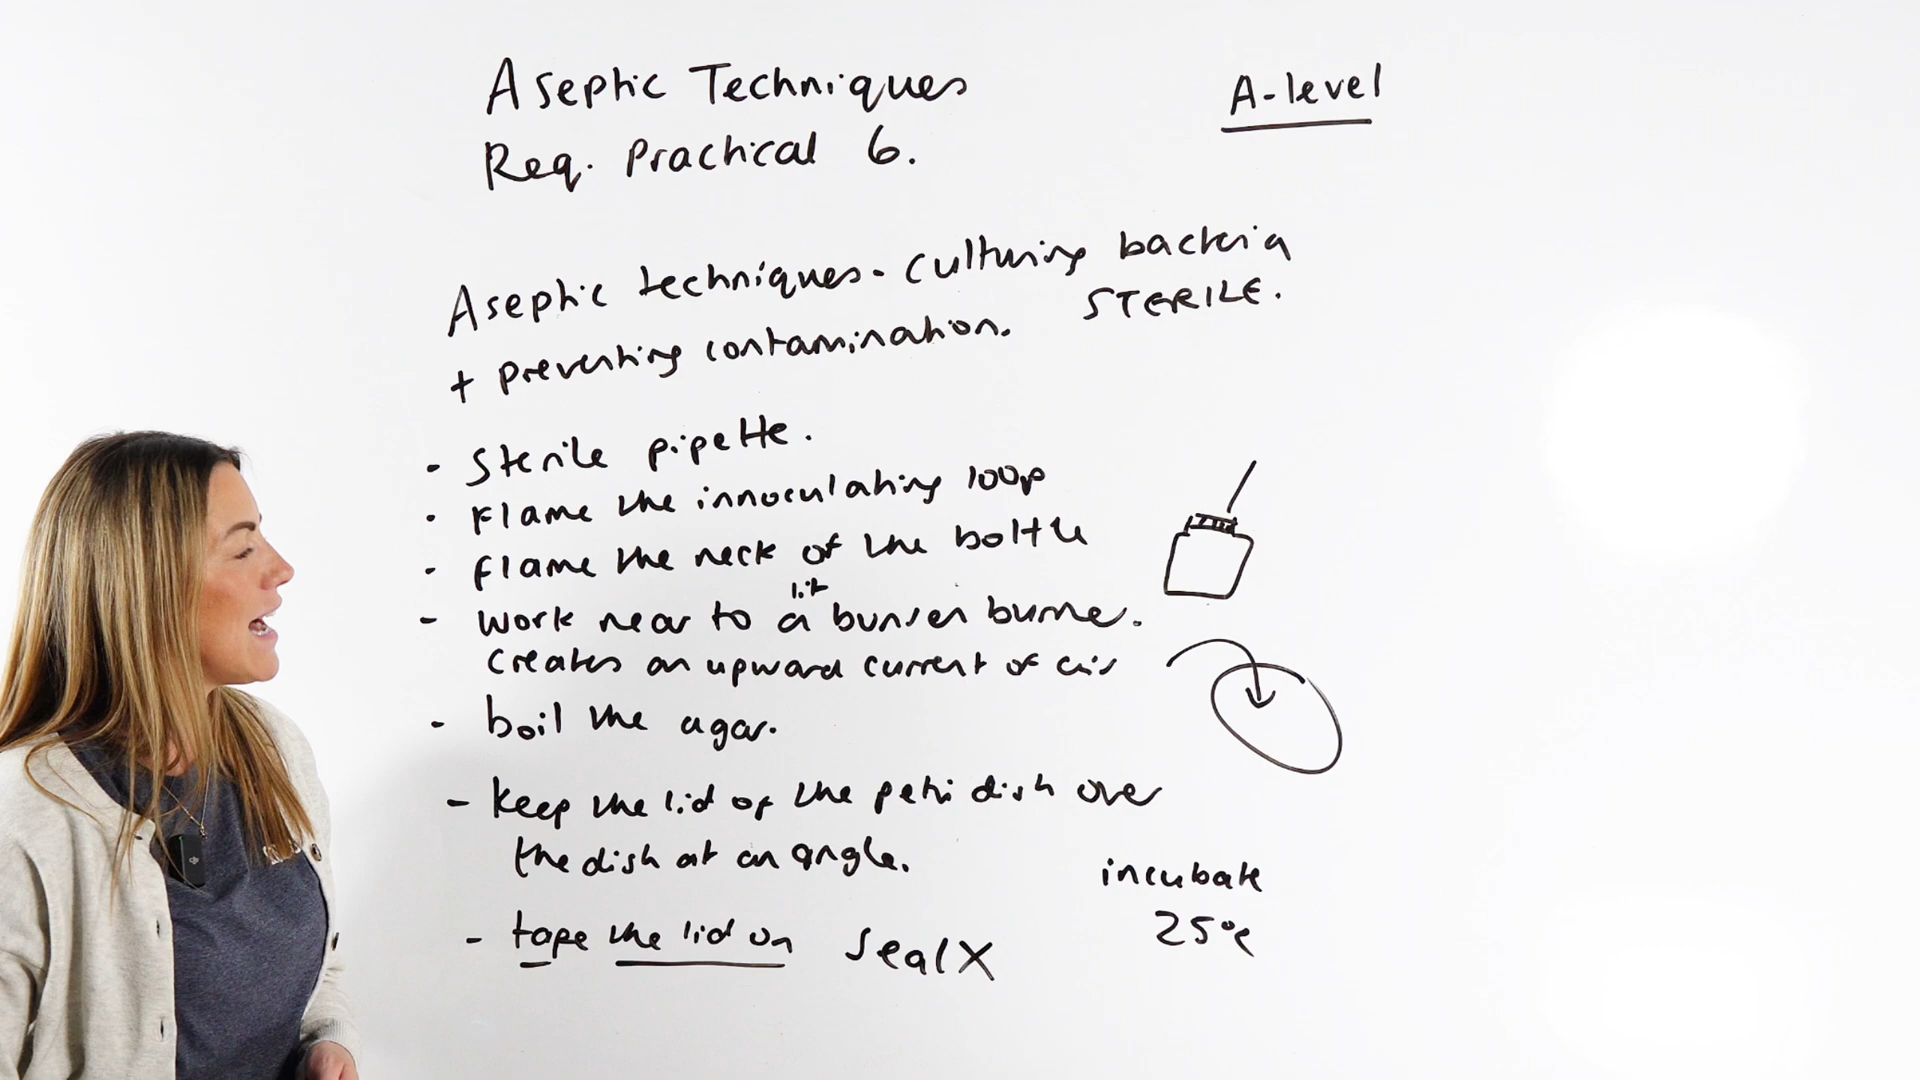 Aseptic Techniques
A-level
Req. Practical 6.
Aseptic techniques - culturing bacteria
STERILE.
+ preventing contamination.
- Sterile pipette.
- Flame the innoculating loop
- flame the neck of the bottle
lit
- work near to a bunsen burner.
creates an upward current of air
- boil the agar.
- keep the lid of the petri dish over
the dish at an angle.
incubate
25°c
- tape the lid on seal X